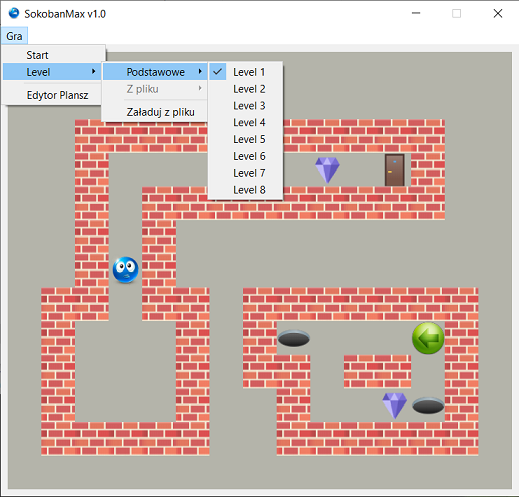 SokobanMax v1.0
Gra
Start
Level
Edytor Plansz
Podstawowe
Z pliku
Załaduj z pliku
Level 1
Level 2
Level 3
Level 4
Level 5
Level 6
Level 7
Level 8